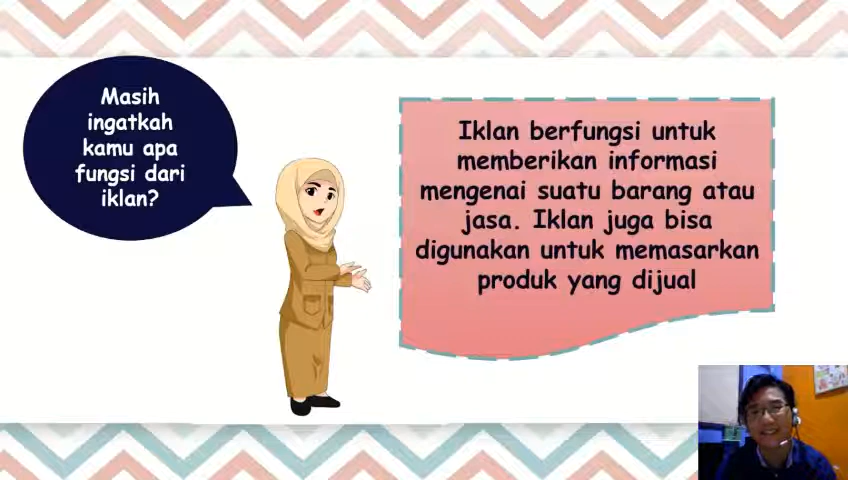 Masih
ingatkah
kamu apa
fungsi dari
iklan?
Iklan berfungsi untuk
memberikan informasi
mengenai suatu barang atau
jasa. Iklan juga bisa
digunakan untuk memasarkan
produk yang dijual